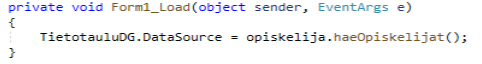 private void Form1_Load(object sender, EventArgs e)
{
    TietotauluDG.DataSource = opiskelija.haeOpiskelijat();
}